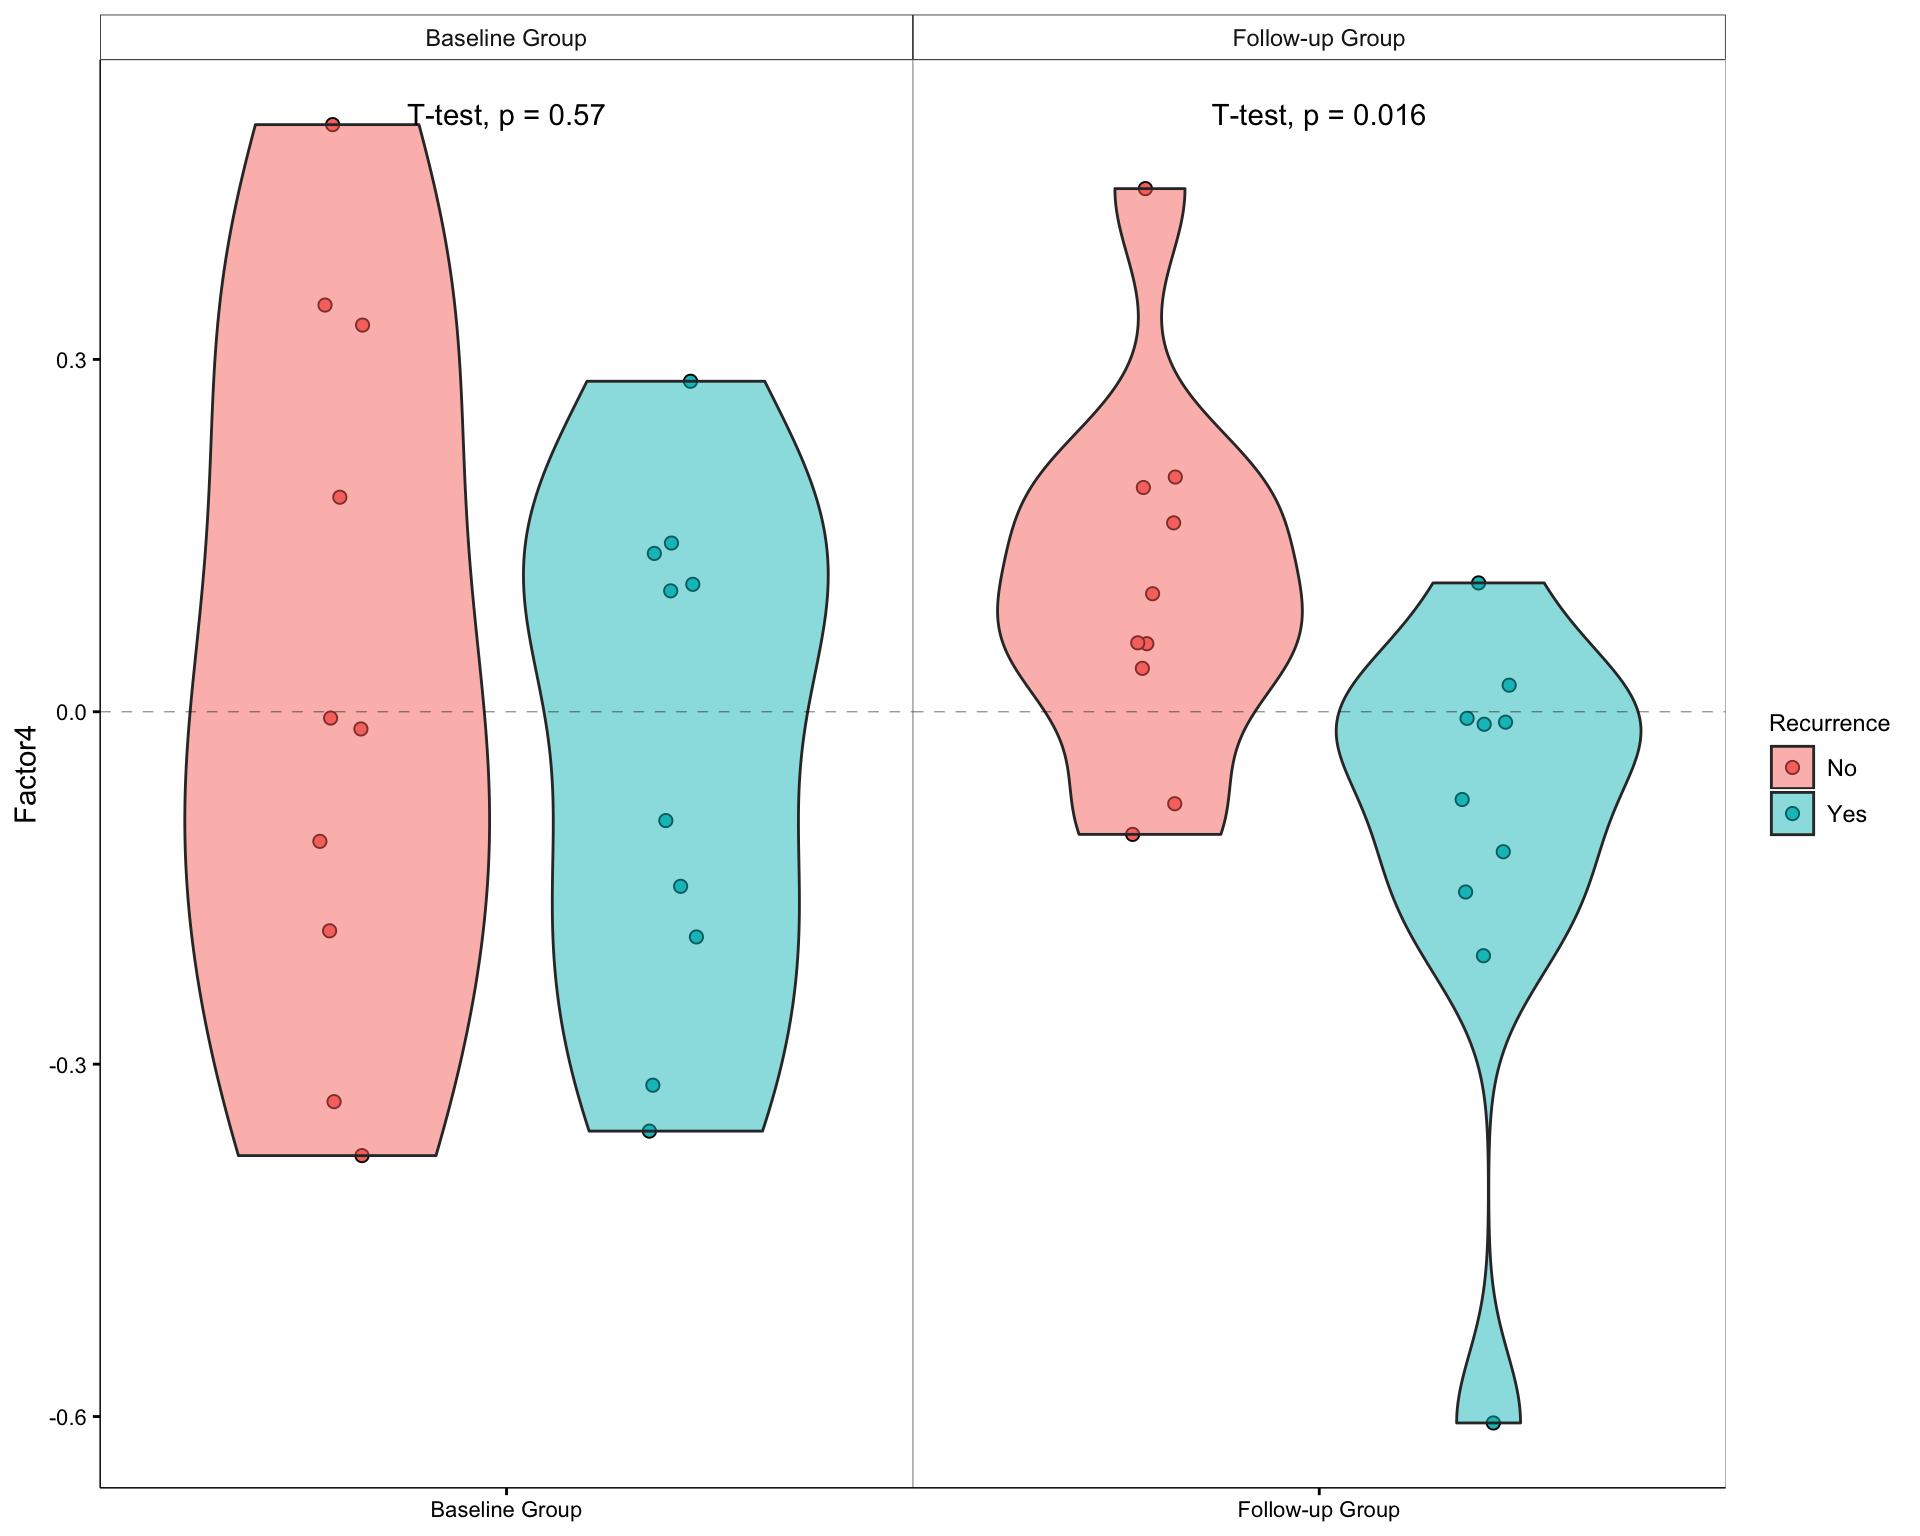 Baseline Group
Follow-up Group
T-test, p = 0.57
T-test, p = 0.016
Factor4
0.3
0.0
-0.3
-0.6
Baseline Group
Follow-up Group
Recurrence
No
Yes